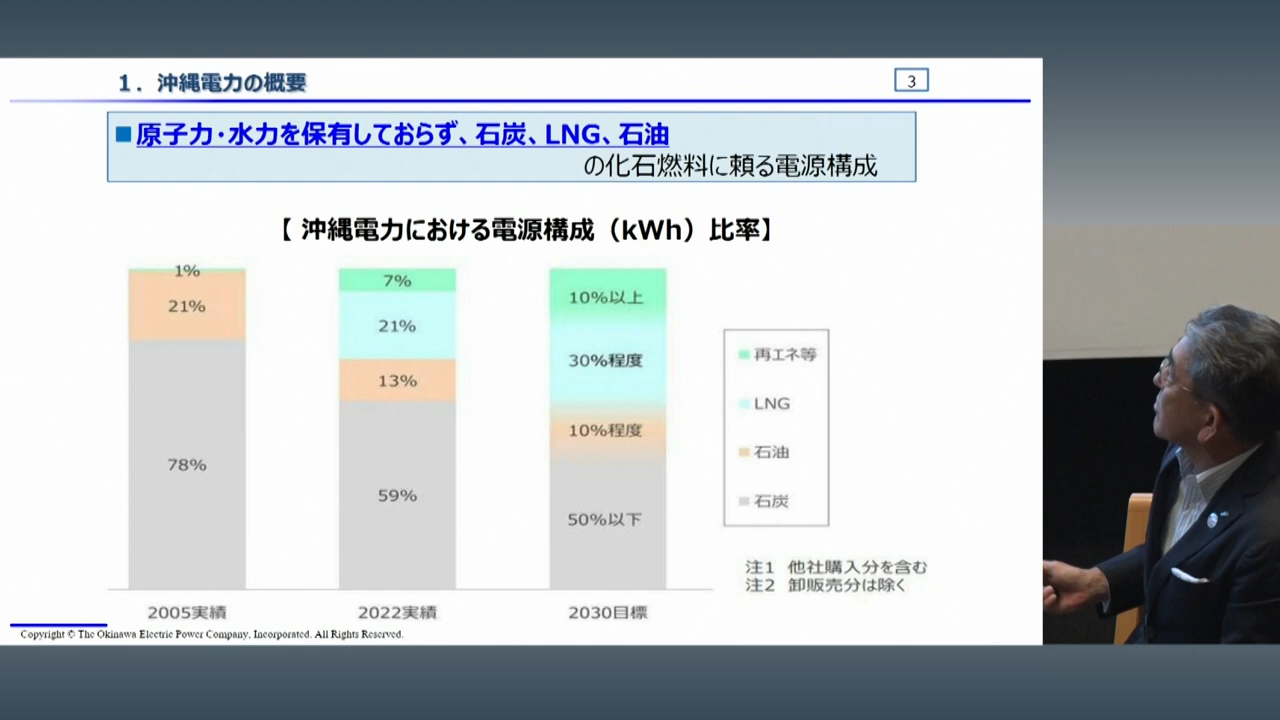 1. 沖縄電力の概要
3
■原子力・水力を保有しておらず、石炭、LNG、石油
の化石燃料に頼る電源構成
【 沖縄電力における電源構成（kWh）比率】
1%
21%
78%
7%
21%
13%
59%
10%以上
30%程度
10%程度
50%以下
再エネ等
LNG
石油
石炭
2005実績
2022実績
2030目標
注1 他社購入分を含む
注2 卸販売分は除く
Copyright © The Okinawa Electric Power Company, Incorporated. All Rights Reserved.